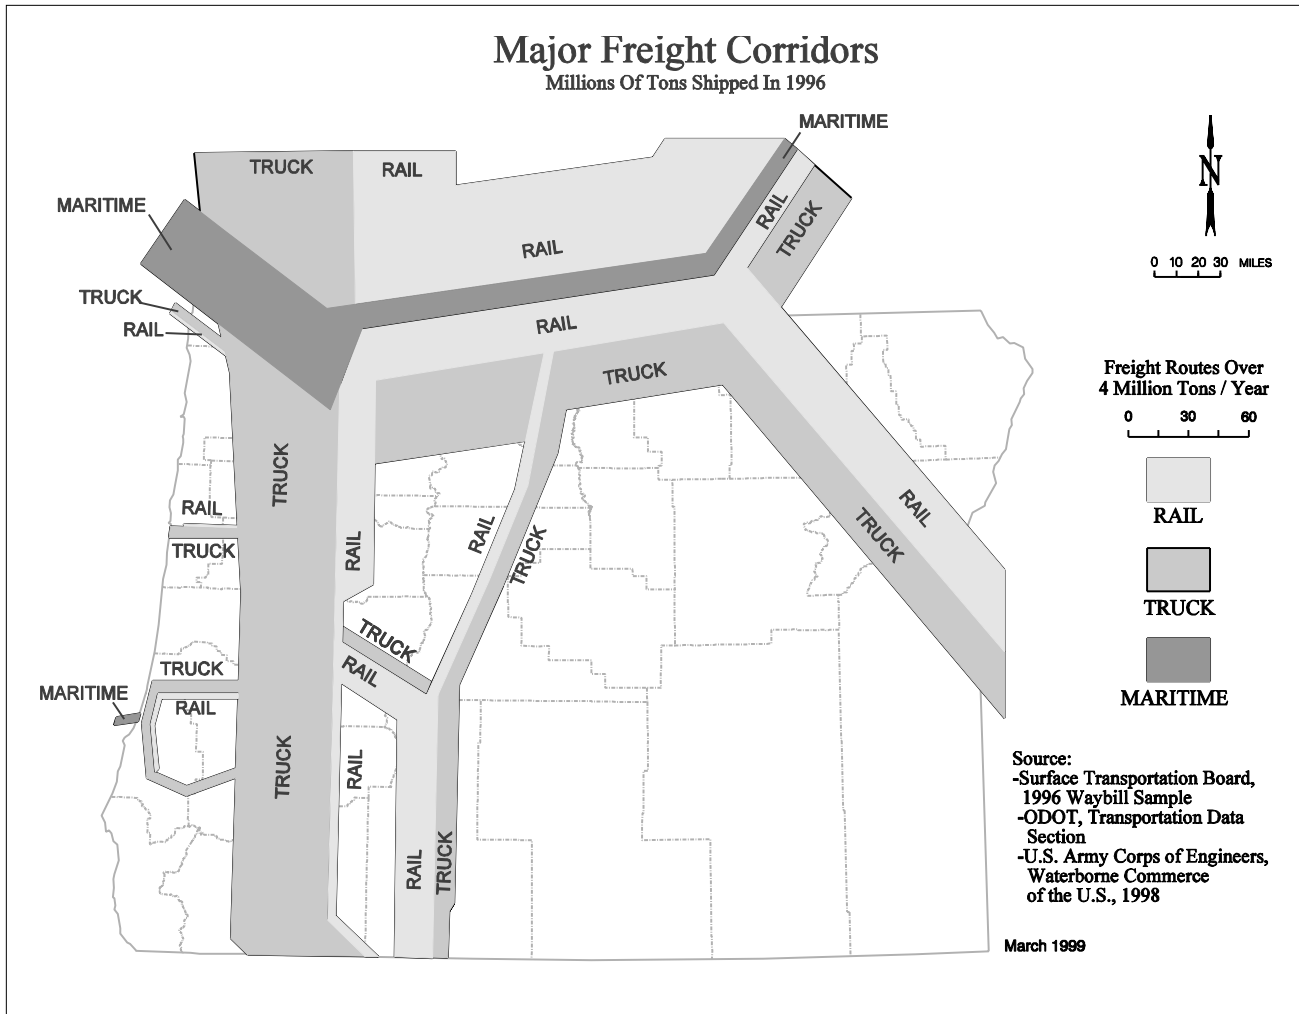 Major Freight Corridors
Millions Of Tons Shipped In 1996
MARITIME
TRUCK
RAIL
MARITIME
RAIL
TRUCK
N
RAIL
0 10 20 30 MILES
TRUCK
RAIL
RAIL
TRUCK
Freight Routes Over
4 Million Tons / Year
0 30 60
TRUCK
RAIL
RAIL
RAIL
TRUCK
RAIL
TRUCK
TRUCK
RAIL
TRUCK
TRUCK
TRUCK
RAIL
MARITIME
RAIL
MARITIME
TRUCK
RAIL
RAIL
TRUCK
Source:
-Surface Transportation Board,
1996 Waybill Sample
-ODOT, Transportation Data
Section
-U.S. Army Corps of Engineers,
Waterborne Commerce
of the U.S., 1998
March 1999